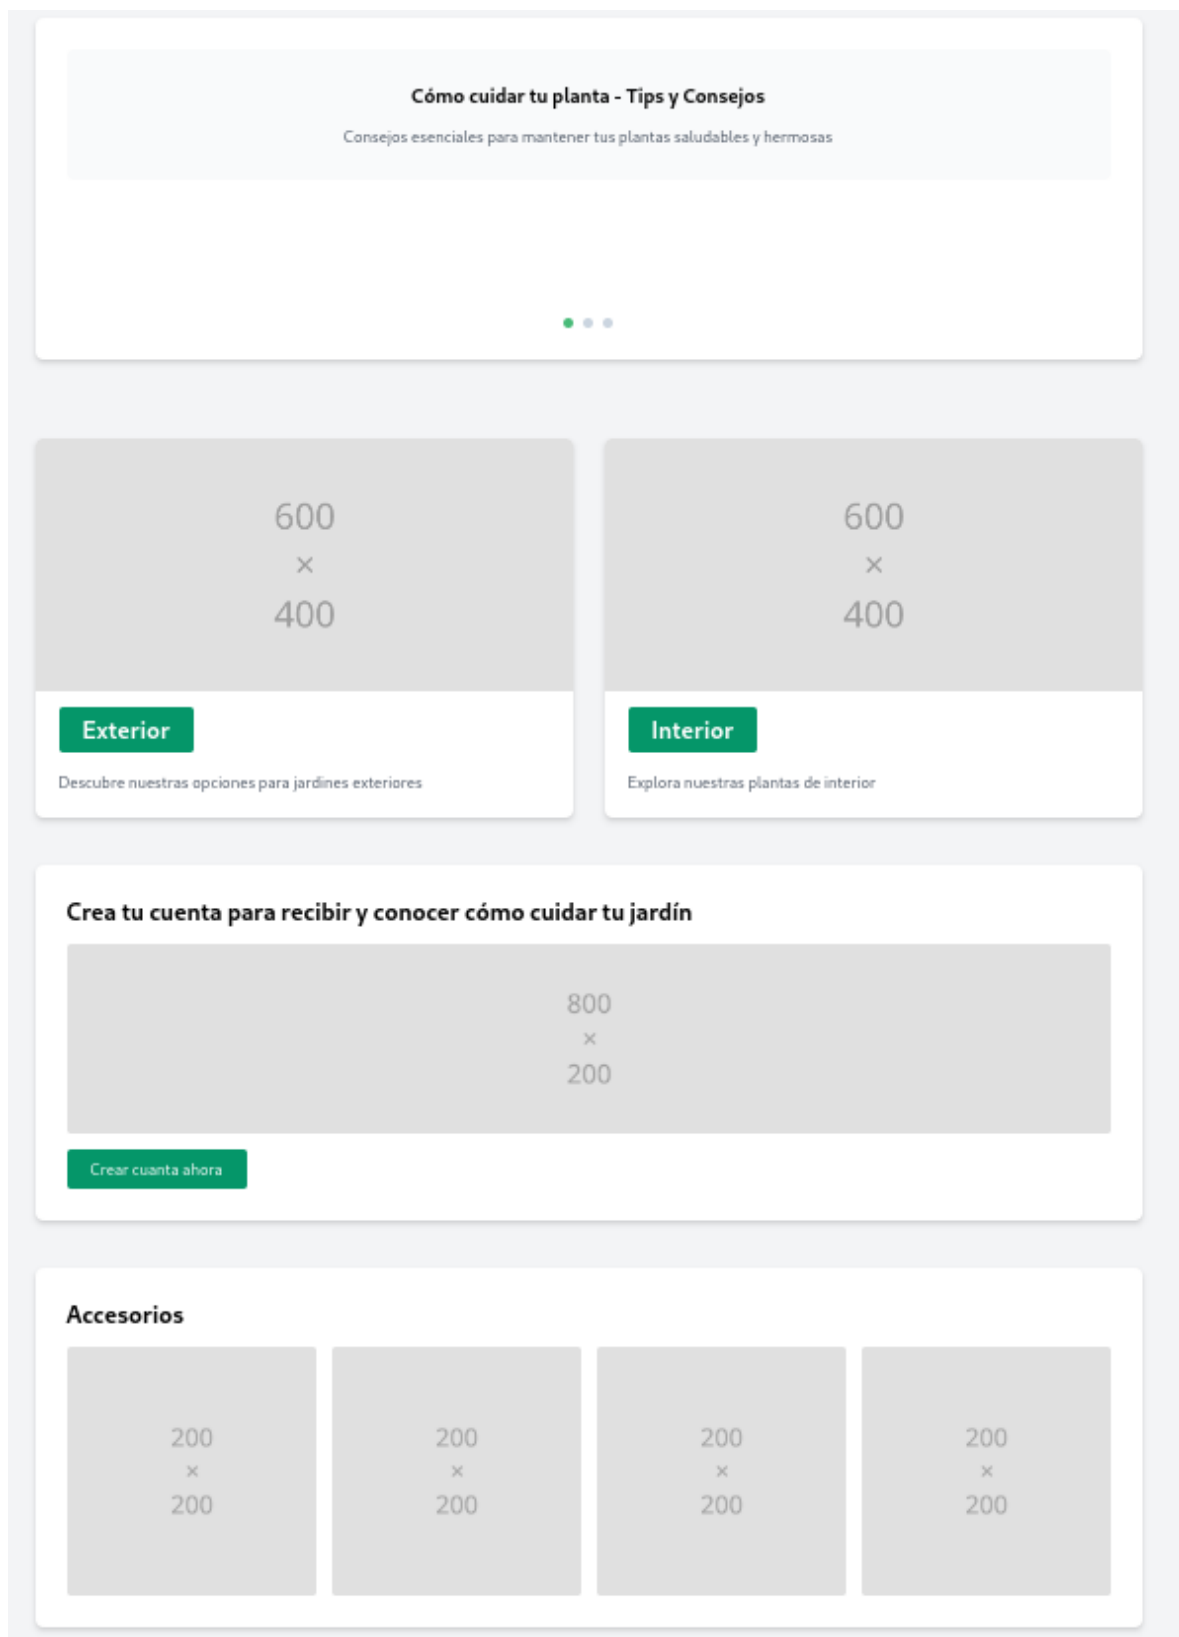 Cómo cuidar tu planta - Tips y Consejos
Consejos esenciales para mantener tus plantas saludables y hermosas
600
×
400
600
×
400
Exterior
Descubre nuestras opciones para jardines exteriores
Interior
Explora nuestras plantas de interior
Crea tu cuenta para recibir y conocer cómo cuidar tu jardín
800
×
200
Crear cuanta ahora
Accesorios
200
×
200
200
×
200
200
×
200
200
×
200